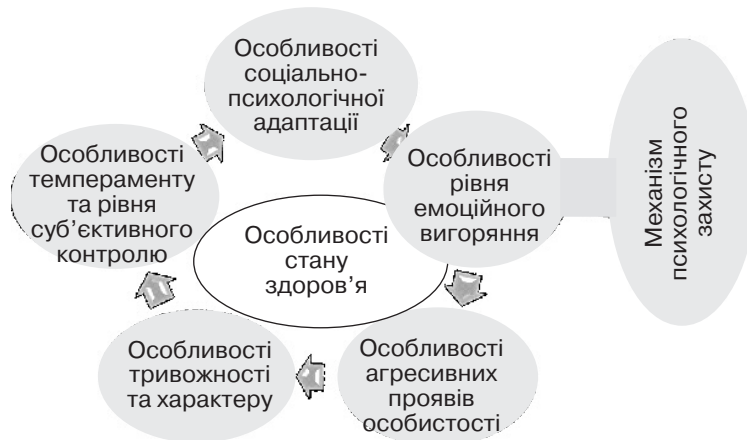 Особливості
соціально-
психологічної
адаптації
Особливості
рівня
емоційного
вигоряння
Механізм
психологічного
захисту
Особливості
темпераменту
та рівня
суб’єктивного
контролю
Особливості
стану
здоров’я
Особливості
тривожності
та характеру
Особливості
агресивних
проявів
особистості